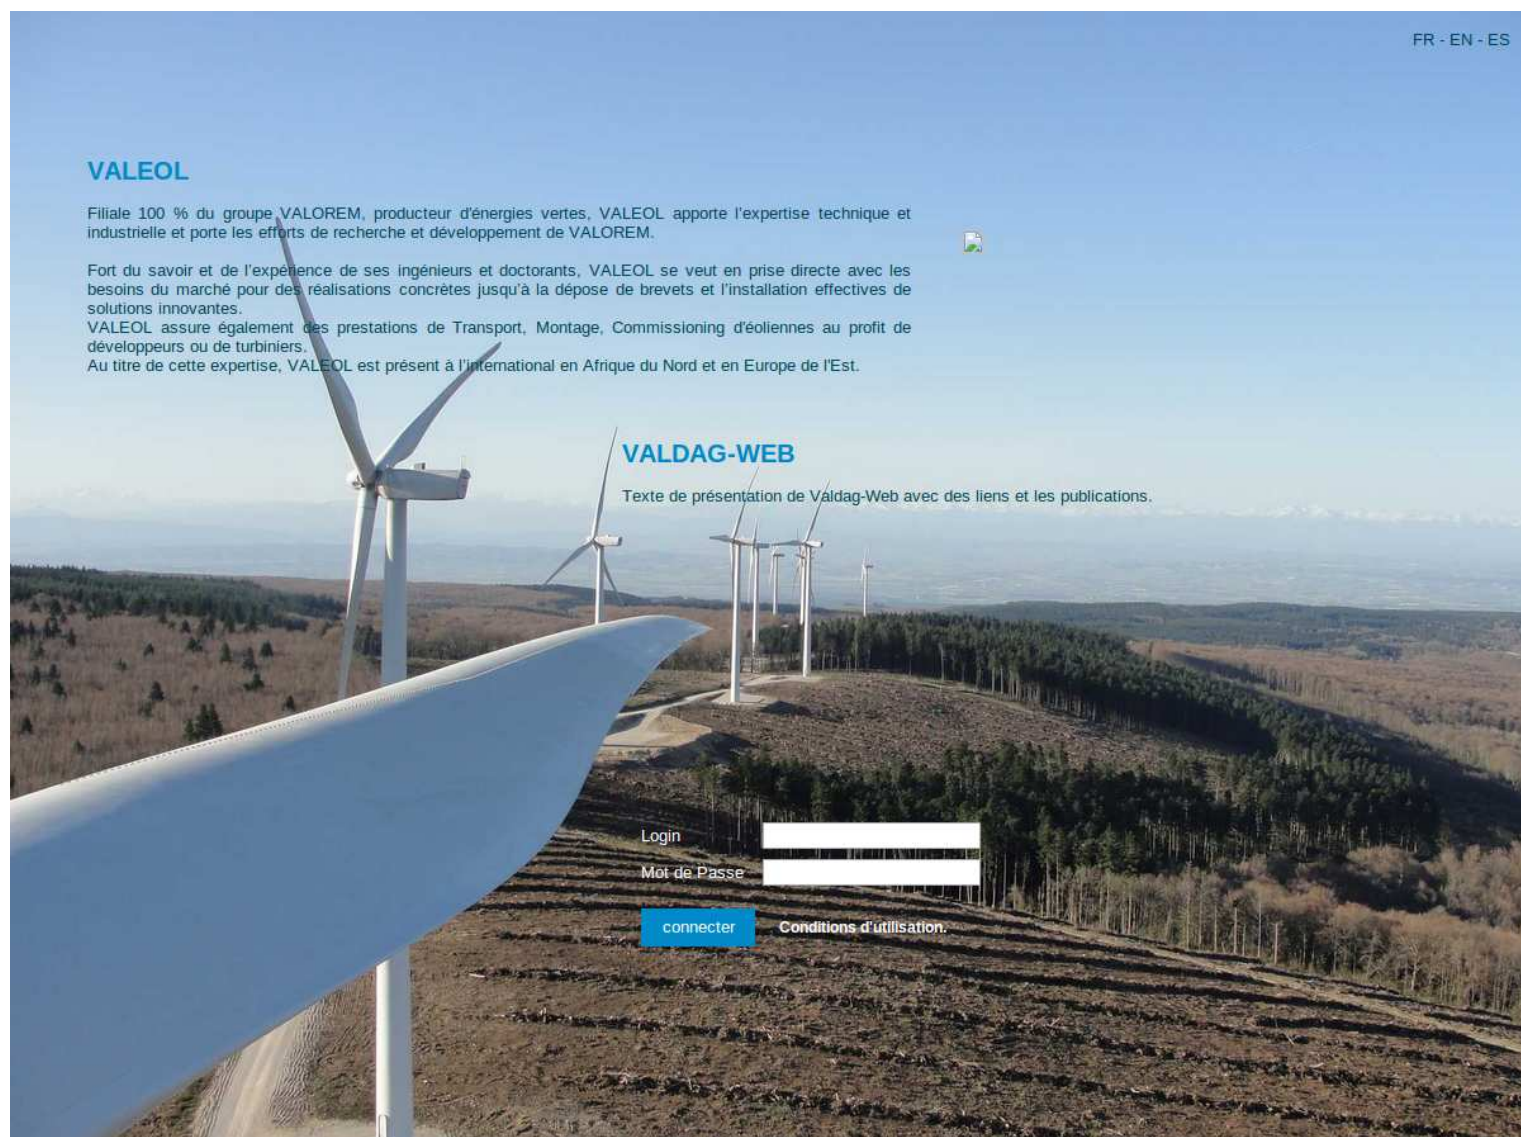 FR - EN - ES
VALEOL
Filiale 100 % du groupe VALOREM, producteur d'énergies vertes, VALEOL apporte l'expertise technique et
industrielle et porte les efforts de recherche et développement de VALOREM.
Fort du savoir et de l’expérience de ses ingénieurs et doctorants, VALEOL se veut en prise directe avec les
besoins du marché pour des réalisations concrètes jusqu’à la dépose de brevets et l’installation effectives de
solutions innovantes.
VALEOL assure également des prestations de Transport, Montage, Commissioning d'éoliennes au profit de
développeurs ou de turbiniers.
Au titre de cette expertise, VALEOL est présent à l’international en Afrique du Nord et en Europe de l'Est.
VALDAG-WEB
Texte de présentation de Valdag-Web avec des liens et les publications.
Login
Mot de Passe
connecter
Conditions d'utilisation.